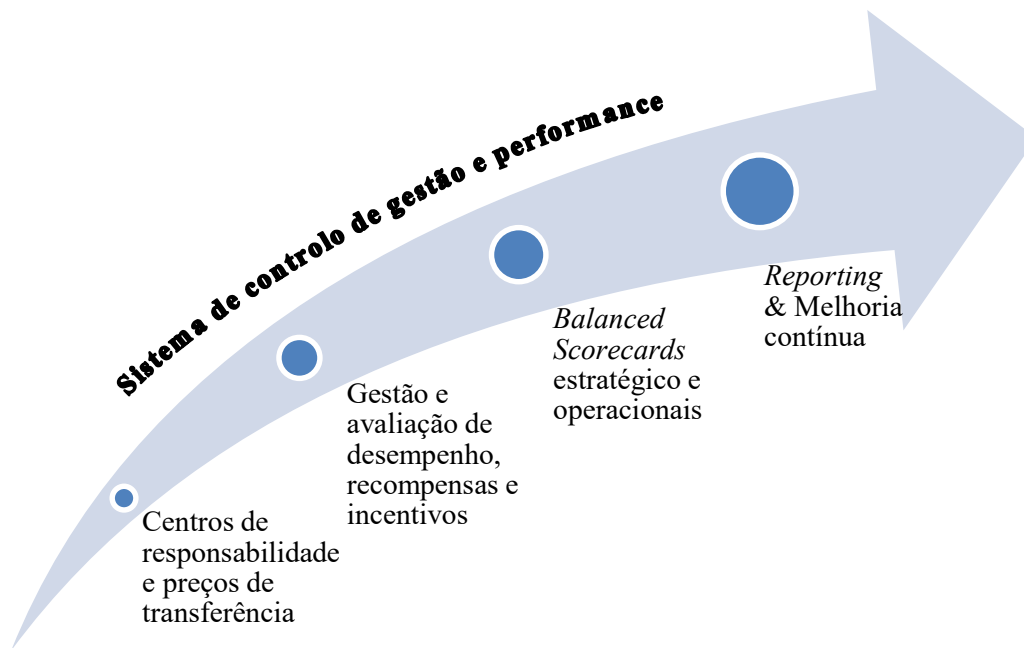 Sistema de controlo de gestão e performance
Centros de
responsabilidade
e preços de
transferência
Gestão e
avaliação de
desempenho,
recompensas e
incentivos
Balanced
Scorecards
estratégico e
operacionais
Reporting
& Melhoria
contínua